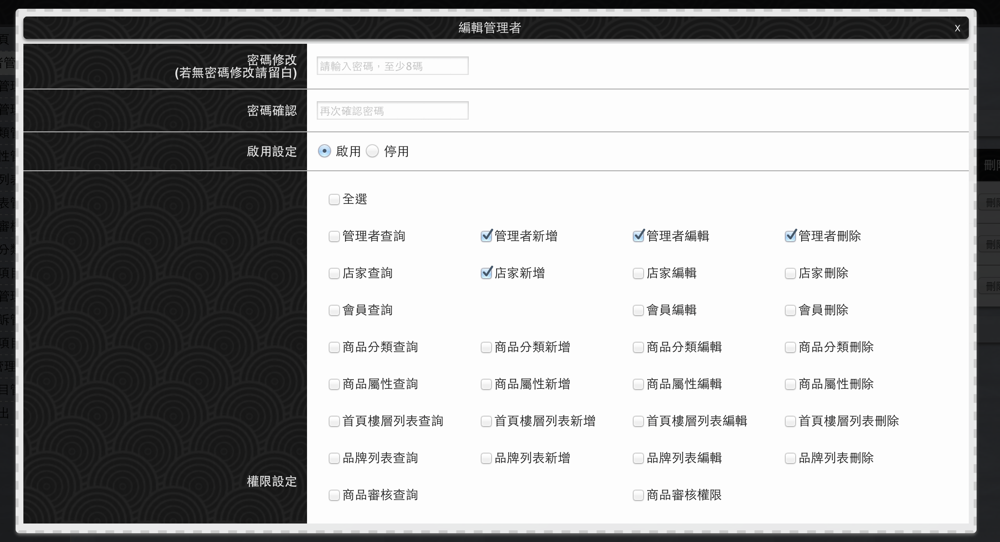 編輯管理者 X
密碼修改
(若無密碼修改請留白)
請輸入密碼，至少8碼
密碼確認 再次確認密碼
啟用設定 啟用 停用
全選
管理者查詢 管理者新增 管理者編輯 管理者刪除
店家查詢 店家新增 店家編輯 店家刪除
會員查詢 會員編輯 會員刪除
商品分類查詢 商品分類新增 商品分類編輯 商品分類刪除
商品屬性查詢 商品屬性新增 商品屬性編輯 商品屬性刪除
首頁樓層列表查詢 首頁樓層列表新增 首頁樓層列表編輯 首頁樓層列表刪除
品牌列表查詢 品牌列表新增 品牌列表編輯 品牌列表刪除
權限設定
商品審核查詢 商品審核權限